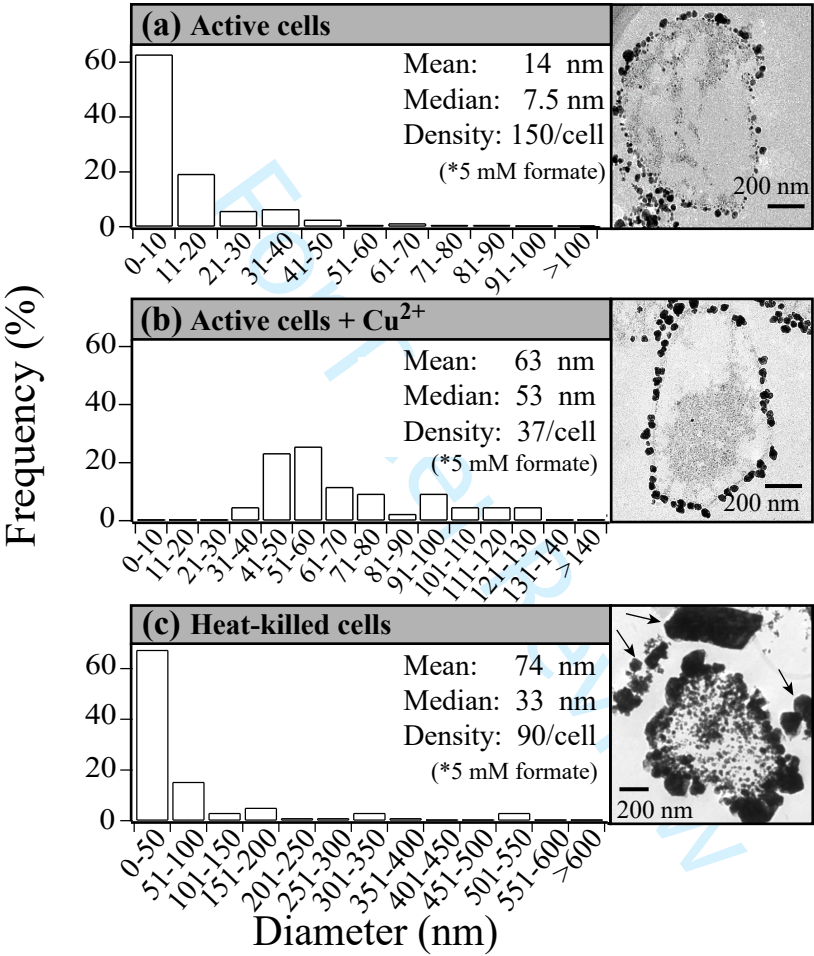 (a) Active cells
Frequency (%)
60
40
20
0
Mean: 14 nm
Median: 7.5 nm
Density: 150/cell
(*5 mM formate)
200 nm
0-10
11-20
21-30
31-40
41-50
51-60
61-70
71-80
81-90
91-100
>100
(b) Active cells + Cu²⁺
60
40
20
0
Mean: 63 nm
Median: 53 nm
Density: 37/cell
(*5 mM formate)
200 nm
0-10
11-20
21-30
31-40
41-50
51-60
61-70
71-80
81-90
91-100
101-110
111-120
121-130
131-140
>140
(c) Heat-killed cells
60
40
20
0
Mean: 74 nm
Median: 33 nm
Density: 90/cell
(*5 mM formate)
200 nm
0-50
51-100
101-150
151-200
201-250
251-300
301-350
351-400
401-450
451-500
501-550
551-600
>600
Diameter (nm)
For Peer Review